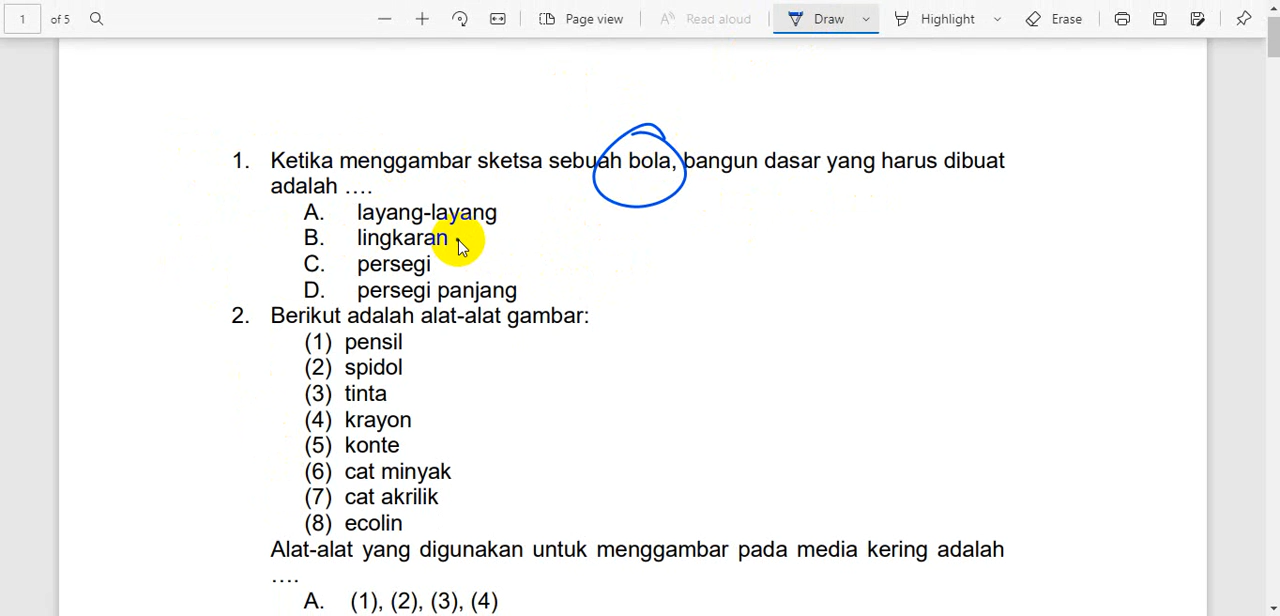 1 of 5 Page view Read aloud Draw Highlight Erase
1. Ketika menggambar sketsa sebuah bola, bangun dasar yang harus dibuat
adalah ....
A. layang-layang
B. lingkaran
C. persegi
D. persegi panjang
2. Berikut adalah alat-alat gambar:
(1) pensil
(2) spidol
(3) tinta
(4) krayon
(5) konte
(6) cat minyak
(7) cat akrilik
(8) ecolin
Alat-alat yang digunakan untuk menggambar pada media kering adalah
....
A. (1), (2), (3), (4)